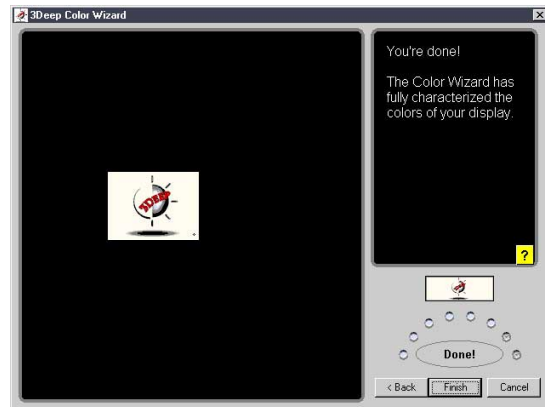 3Deep Color Wizard
You're done!
The Color Wizard has
fully characterized the
colors of your display.
3DEEP
?
Done!
< Back
Finish
Cancel